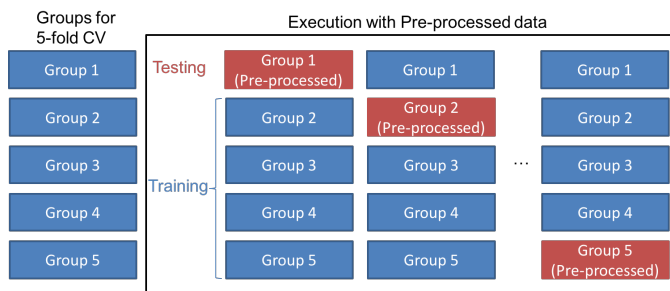 Groups for
5-fold CV
Execution with Pre-processed data
Group 1
Testing
Group 1
(Pre-processed)
Group 1
Group 1
Group 2
Group 2
Group 2
(Pre-processed)
Group 2
Group 3
Training
Group 3
Group 3
...
Group 3
Group 4
Group 4
Group 4
Group 4
Group 5
Group 5
Group 5
Group 5
(Pre-processed)